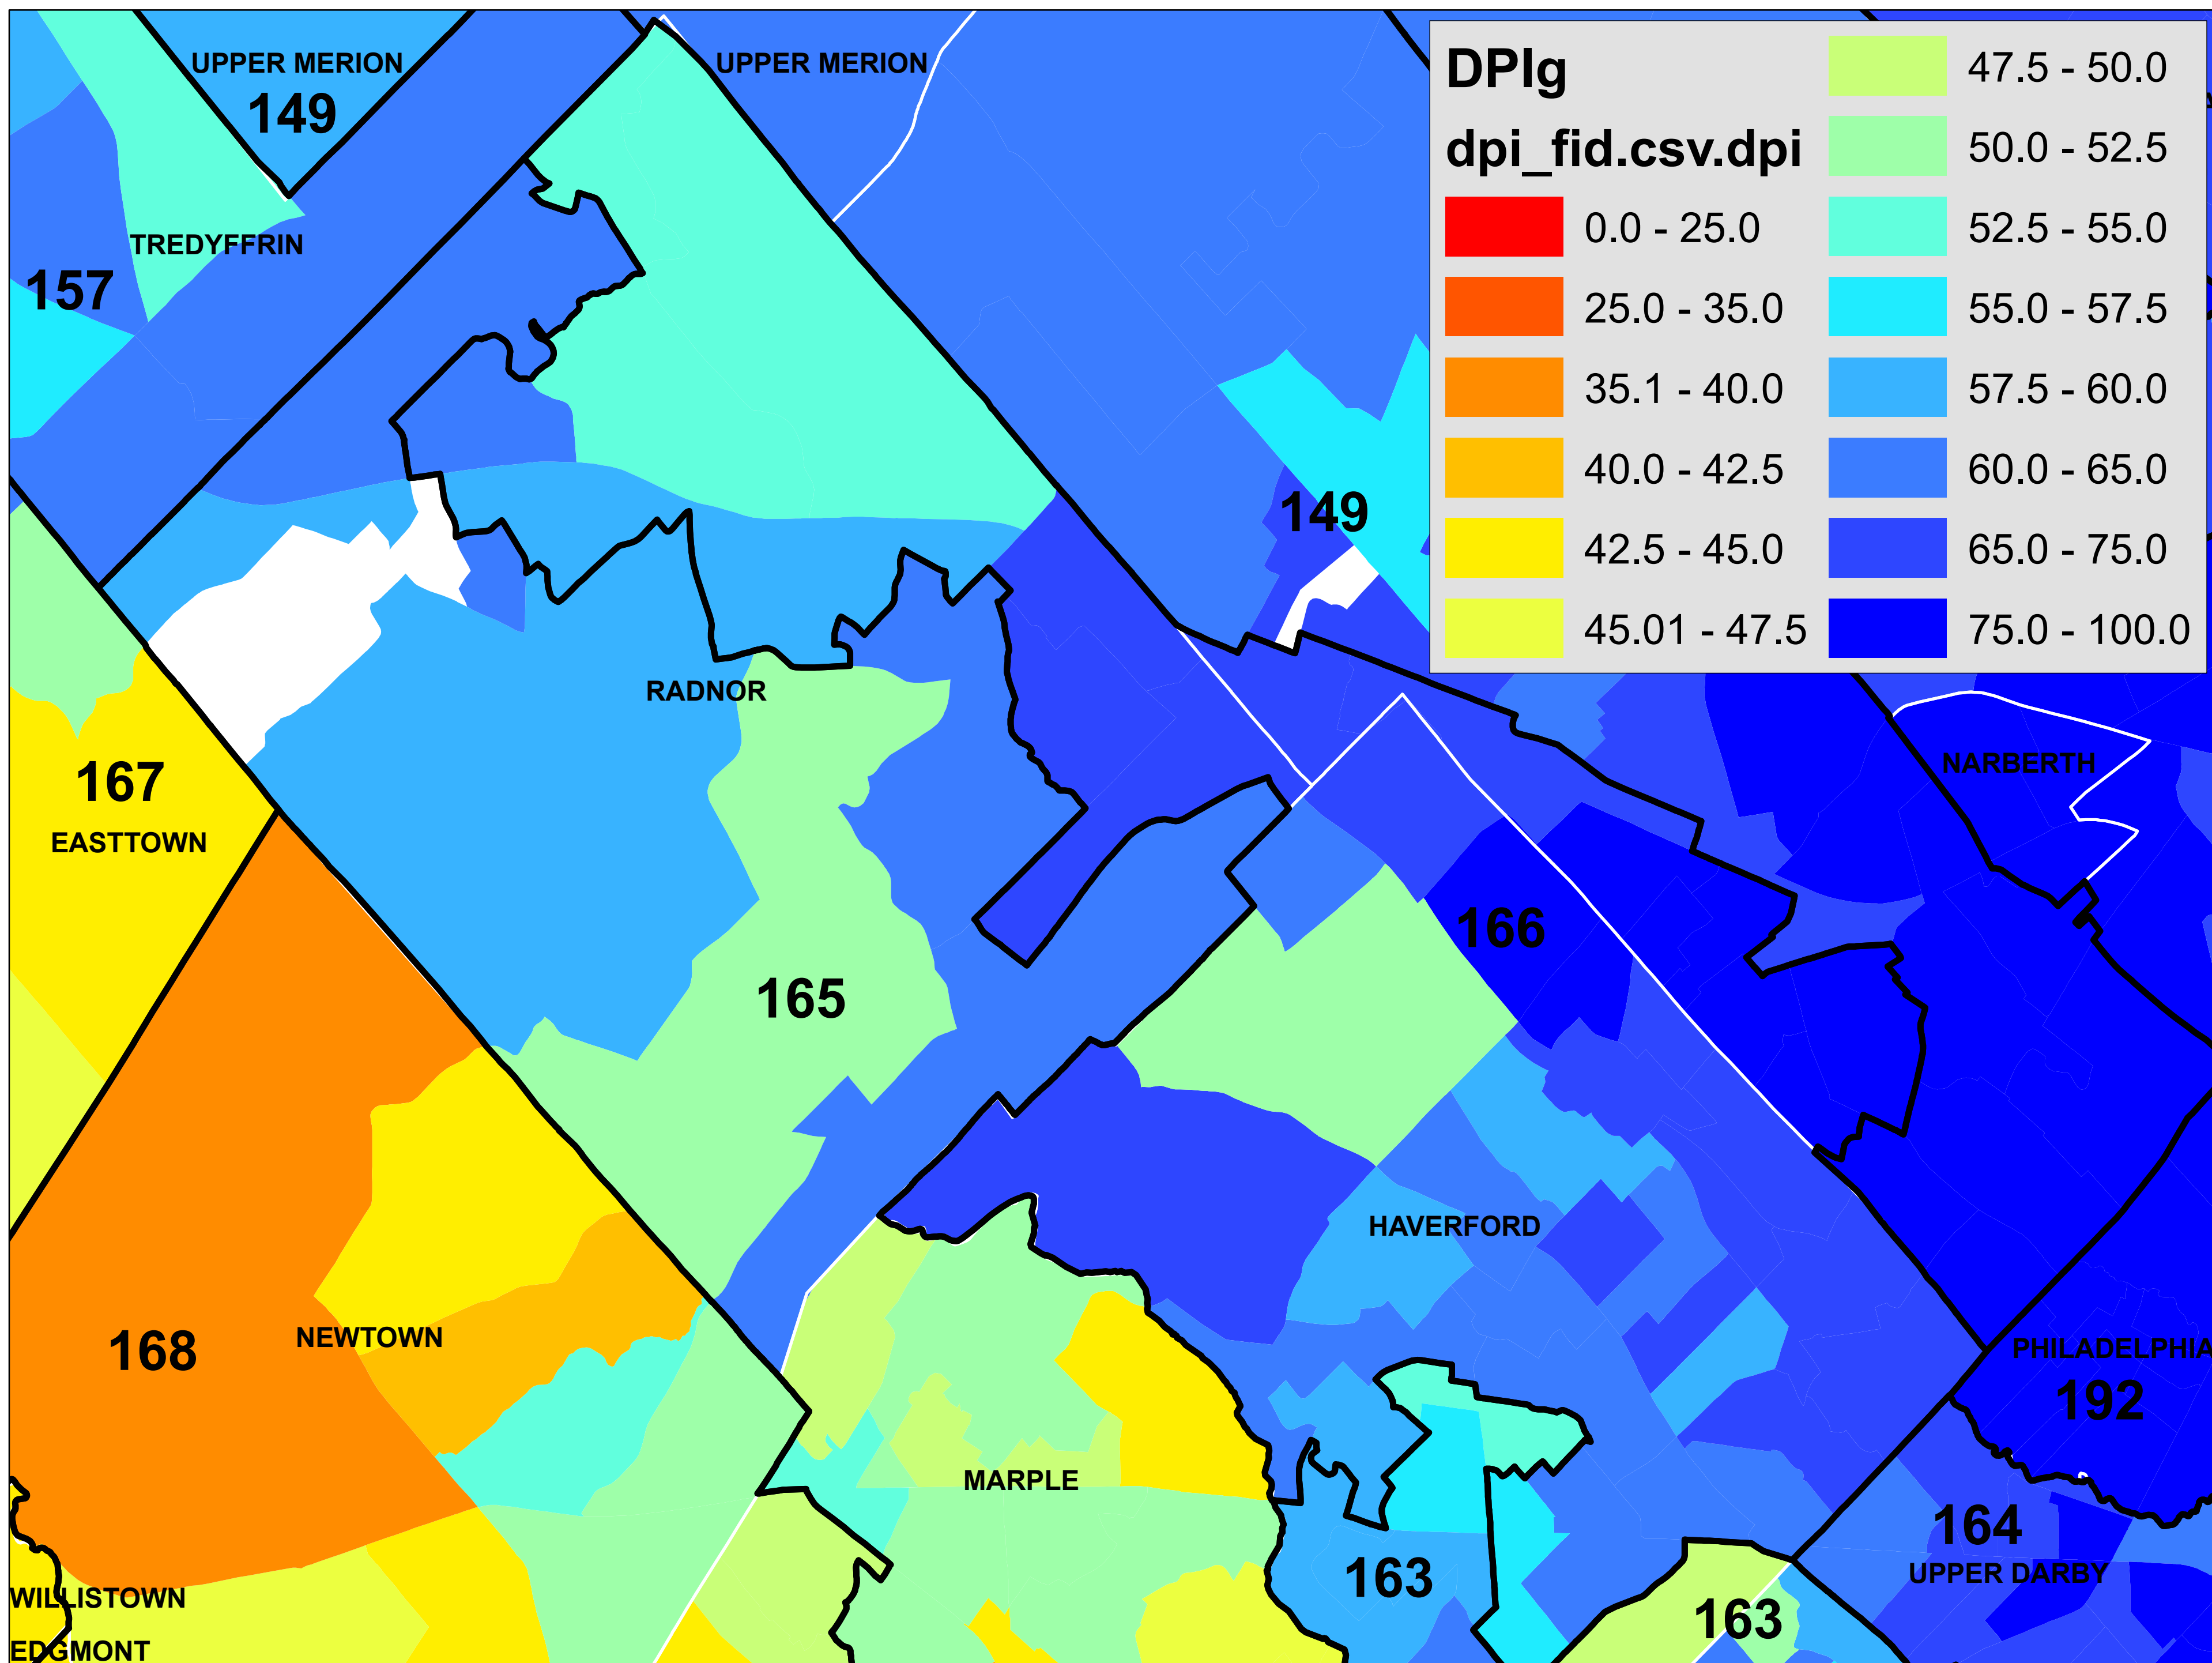 UPPER MERION
149
UPPER MERION
TREDYFFRIN
157
149
RADNOR
167
EASTTOWN
NARBERTH
166
165
HAVERFORD
168
NEWTOWN
PHILADELPHIA
192
MARPLE
164
UPPER DARBY
163
163
WILLISTOWN
EDGMONT
DPIg
dpi_fid.csv.dpi
0.0 - 25.0
25.0 - 35.0
35.1 - 40.0
40.0 - 42.5
42.5 - 45.0
45.01 - 47.5
47.5 - 50.0
50.0 - 52.5
52.5 - 55.0
55.0 - 57.5
57.5 - 60.0
60.0 - 65.0
65.0 - 75.0
75.0 - 100.0